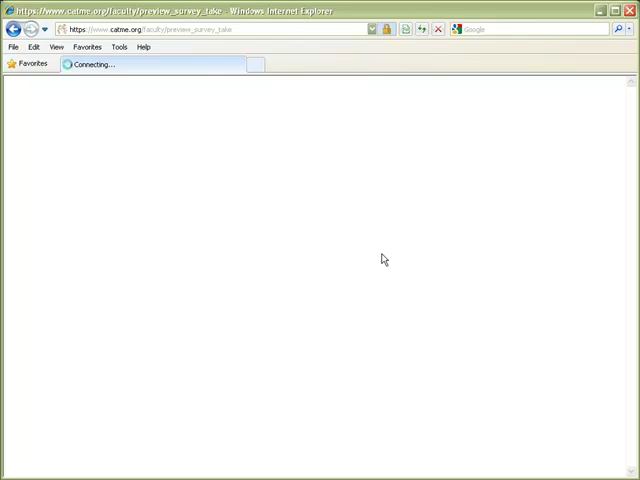 https://www.catme.org/faculty/preview_survey_take - Windows Internet Explorer
https://www.catme.org/faculty/preview_survey_take
Google
File Edit View Favorites Tools Help
Favorites
Connecting...